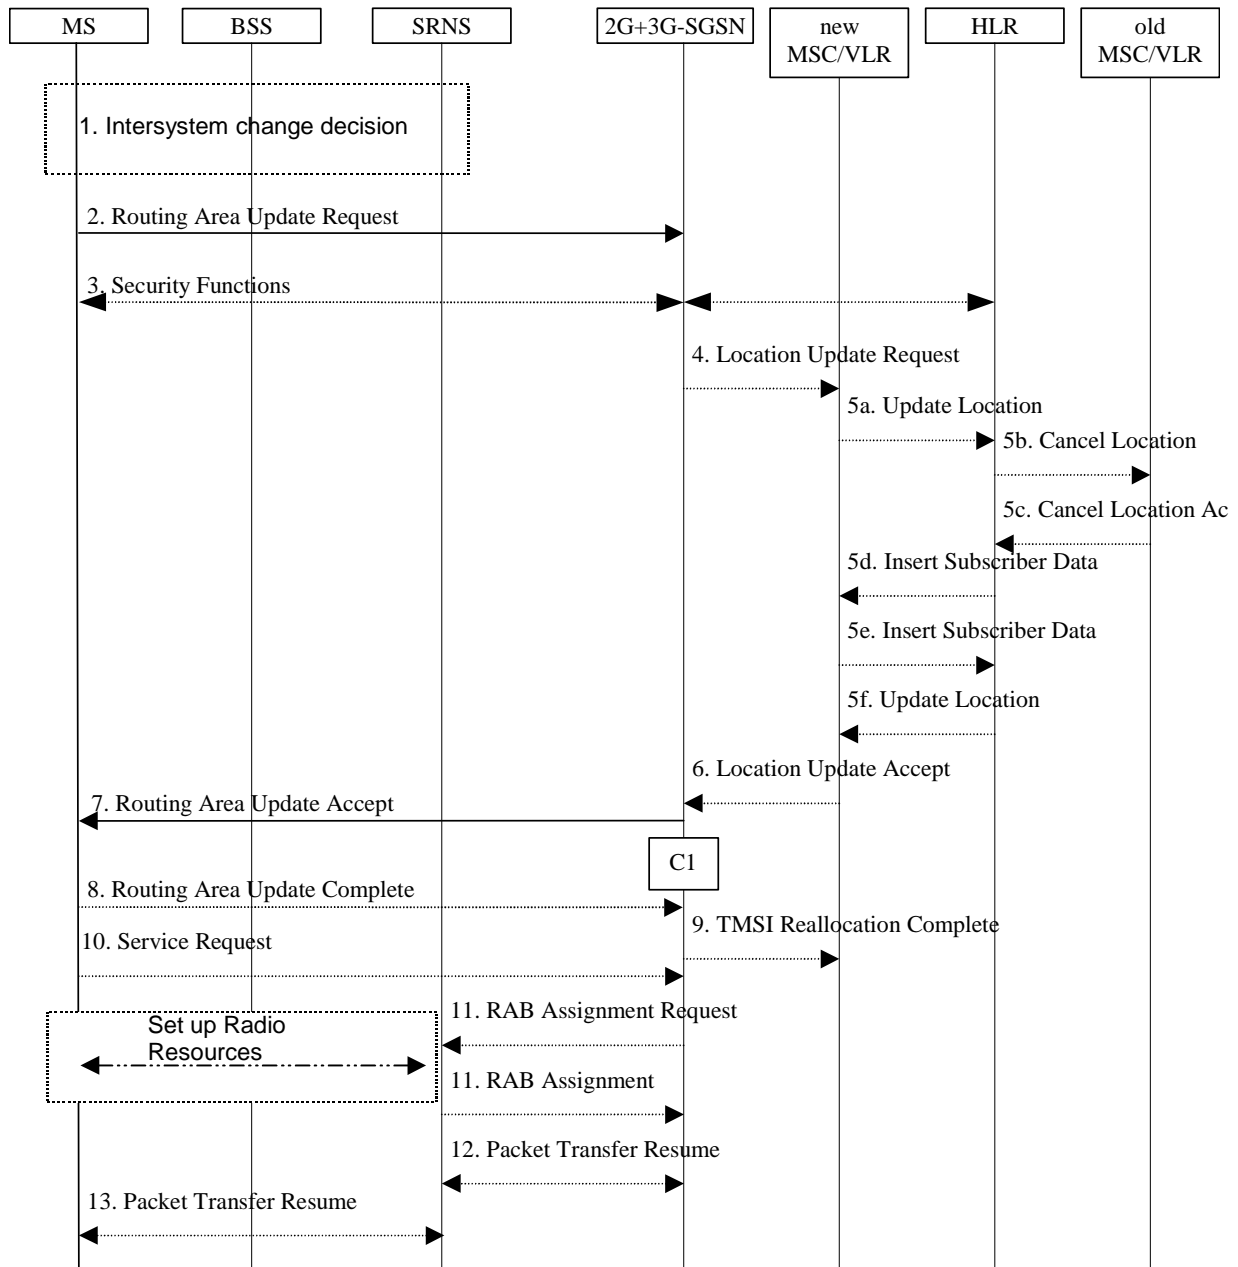 MS
BSS
SRNS
2G+3G-SGSN
new
MSC/VLR
HLR
old
MSC/VLR
1. Intersystem change decision
2. Routing Area Update Request
3. Security Functions
4. Location Update Request
5a. Update Location
5b. Cancel Location
5c. Cancel Location Ac
5d. Insert Subscriber Data
5e. Insert Subscriber Data
5f. Update Location
6. Location Update Accept
7. Routing Area Update Accept
C1
8. Routing Area Update Complete
9. TMSI Reallocation Complete
10. Service Request
11. RAB Assignment Request
Set up Radio
Resources
11. RAB Assignment
12. Packet Transfer Resume
13. Packet Transfer Resume